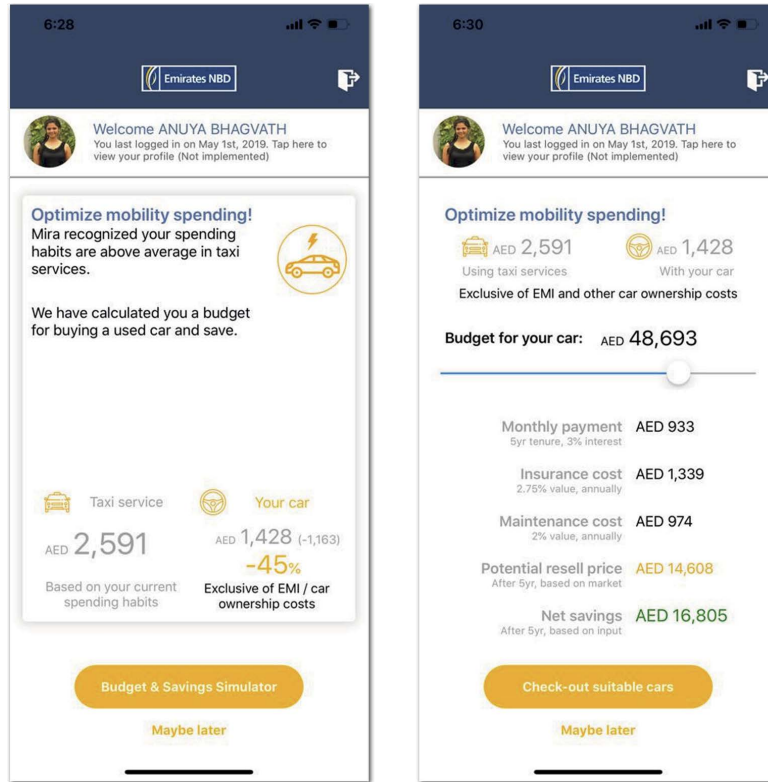 6:28
Emirates NBD
Welcome ANUYA BHAGVATH
You last logged in on May 1st, 2019. Tap here to
view your profile (Not implemented)
Optimize mobility spending!
Mira recognized your spending
habits are above average in taxi
services.
We have calculated you a budget
for buying a used car and save.
Taxi service
Your car
AED 2,591
AED 1,428 (-1,163)
-45%
Based on your current
spending habits
Exclusive of EMI / car
ownership costs
Budget & Savings Simulator
Maybe later
6:30
Emirates NBD
Welcome ANUYA BHAGVATH
You last logged in on May 1st, 2019. Tap here to
view your profile (Not implemented)
Optimize mobility spending!
AED 2,591
AED 1,428
Using taxi services
With your car
Exclusive of EMI and other car ownership costs
Budget for your car: AED 48,693
Monthly payment AED 933
5yr tenure, 3% interest
Insurance cost AED 1,339
2.75% value, annually
Maintenance cost AED 974
2% value, annually
Potential resell price AED 14,608
After 5yr, based on market
Net savings AED 16,805
After 5yr, based on input
Check-out suitable cars
Maybe later